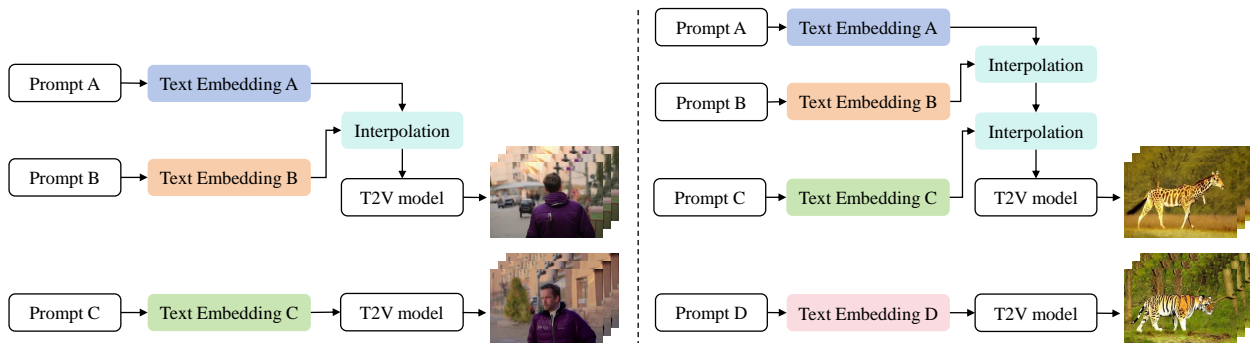 Prompt A
Text Embedding A
Interpolation
Prompt B
Text Embedding B
T2V model
Prompt C
Text Embedding C
T2V model
Prompt A
Text Embedding A
Interpolation
Prompt B
Text Embedding B
Interpolation
Prompt C
Text Embedding C
T2V model
Prompt D
Text Embedding D
T2V model